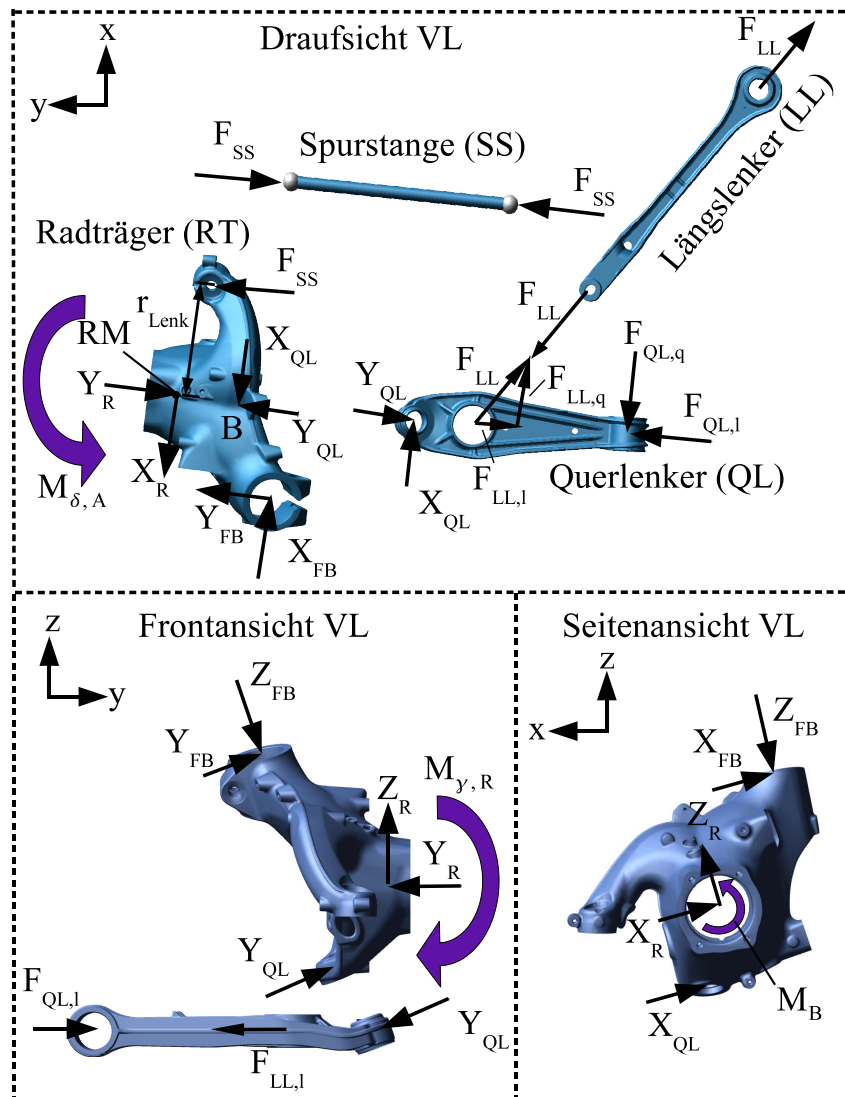 Draufsicht VL
x
y
F_LL
F_SS
Spurstange (SS)
F_SS
Längslenker (LL)
Radträger (RT)
F_SS
r_Lenk
F_LL
RM
X_QL
F_LL
F_LL,q
F_QL,q
Y_R
B
Y_QL
Y_QL
F_QL,l
X_R
M_δ,A
Y_FB
X_FB
X_QL
F_LL,l
Querlenker (QL)
Frontansicht VL
z
y
Z_FB
Y_FB
M_γ,R
Z_R
Y_R
Y_QL
F_QL,l
F_LL,l
Y_QL
Seitenansicht VL
z
x
Z_FB
X_FB
Z_R
X_R
X_QL
M_B